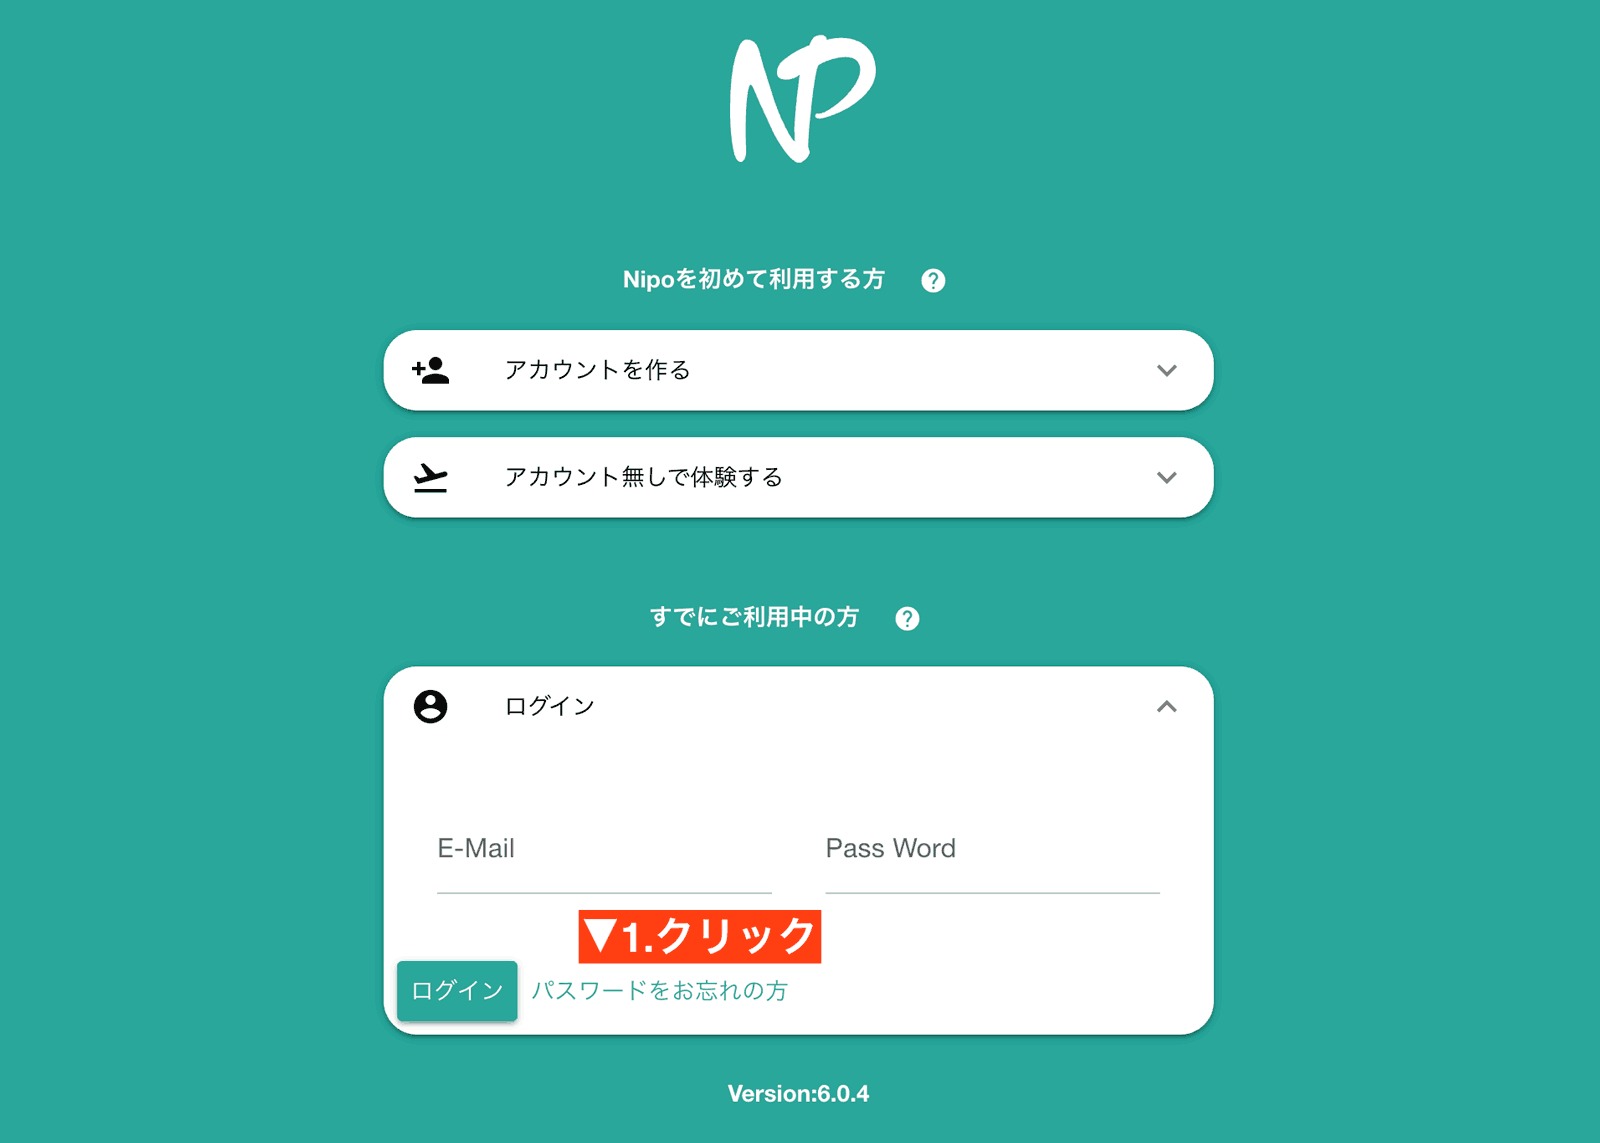 NP
Nipoを初めて利用する方
アカウントを作る
アカウント無しで体験する
すでにご利用中の方
ログイン
E-Mail Pass Word
▼1.クリック
ログイン パスワードをお忘れの方
Version:6.0.4